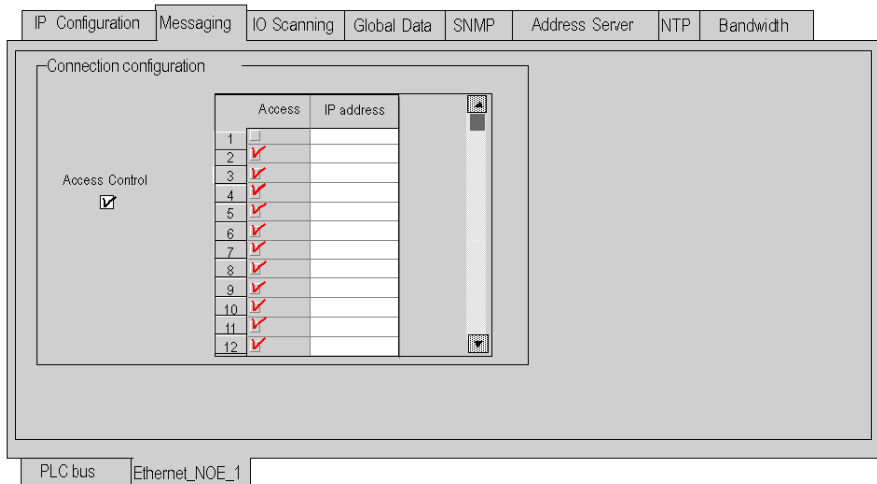 IP Configuration Messaging IO Scanning Global Data SNMP Address Server NTP Bandwidth
Connection configuration
Access IP address
1
2
3
Access Control
4
5
6
7
8
9
10
11
12
PLC bus Ethernet_NOE_1